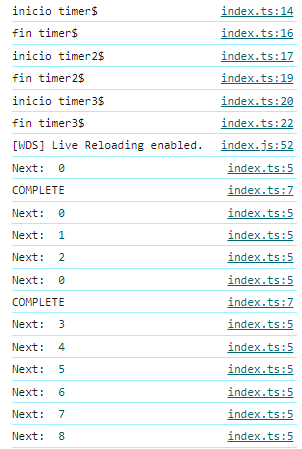 inicio timer$ index.ts:14
fin timer$ index.ts:16
inicio timer2$ index.ts:17
fin timer2$ index.ts:19
inicio timer3$ index.ts:20
fin timer3$ index.ts:22
[WDS] Live Reloading enabled. index.js:52
Next: 0 index.ts:5
COMPLETE index.ts:7
Next: 0 index.ts:5
Next: 1 index.ts:5
Next: 2 index.ts:5
Next: 0 index.ts:5
COMPLETE index.ts:7
Next: 3 index.ts:5
Next: 4 index.ts:5
Next: 5 index.ts:5
Next: 6 index.ts:5
Next: 7 index.ts:5
Next: 8 index.ts:5